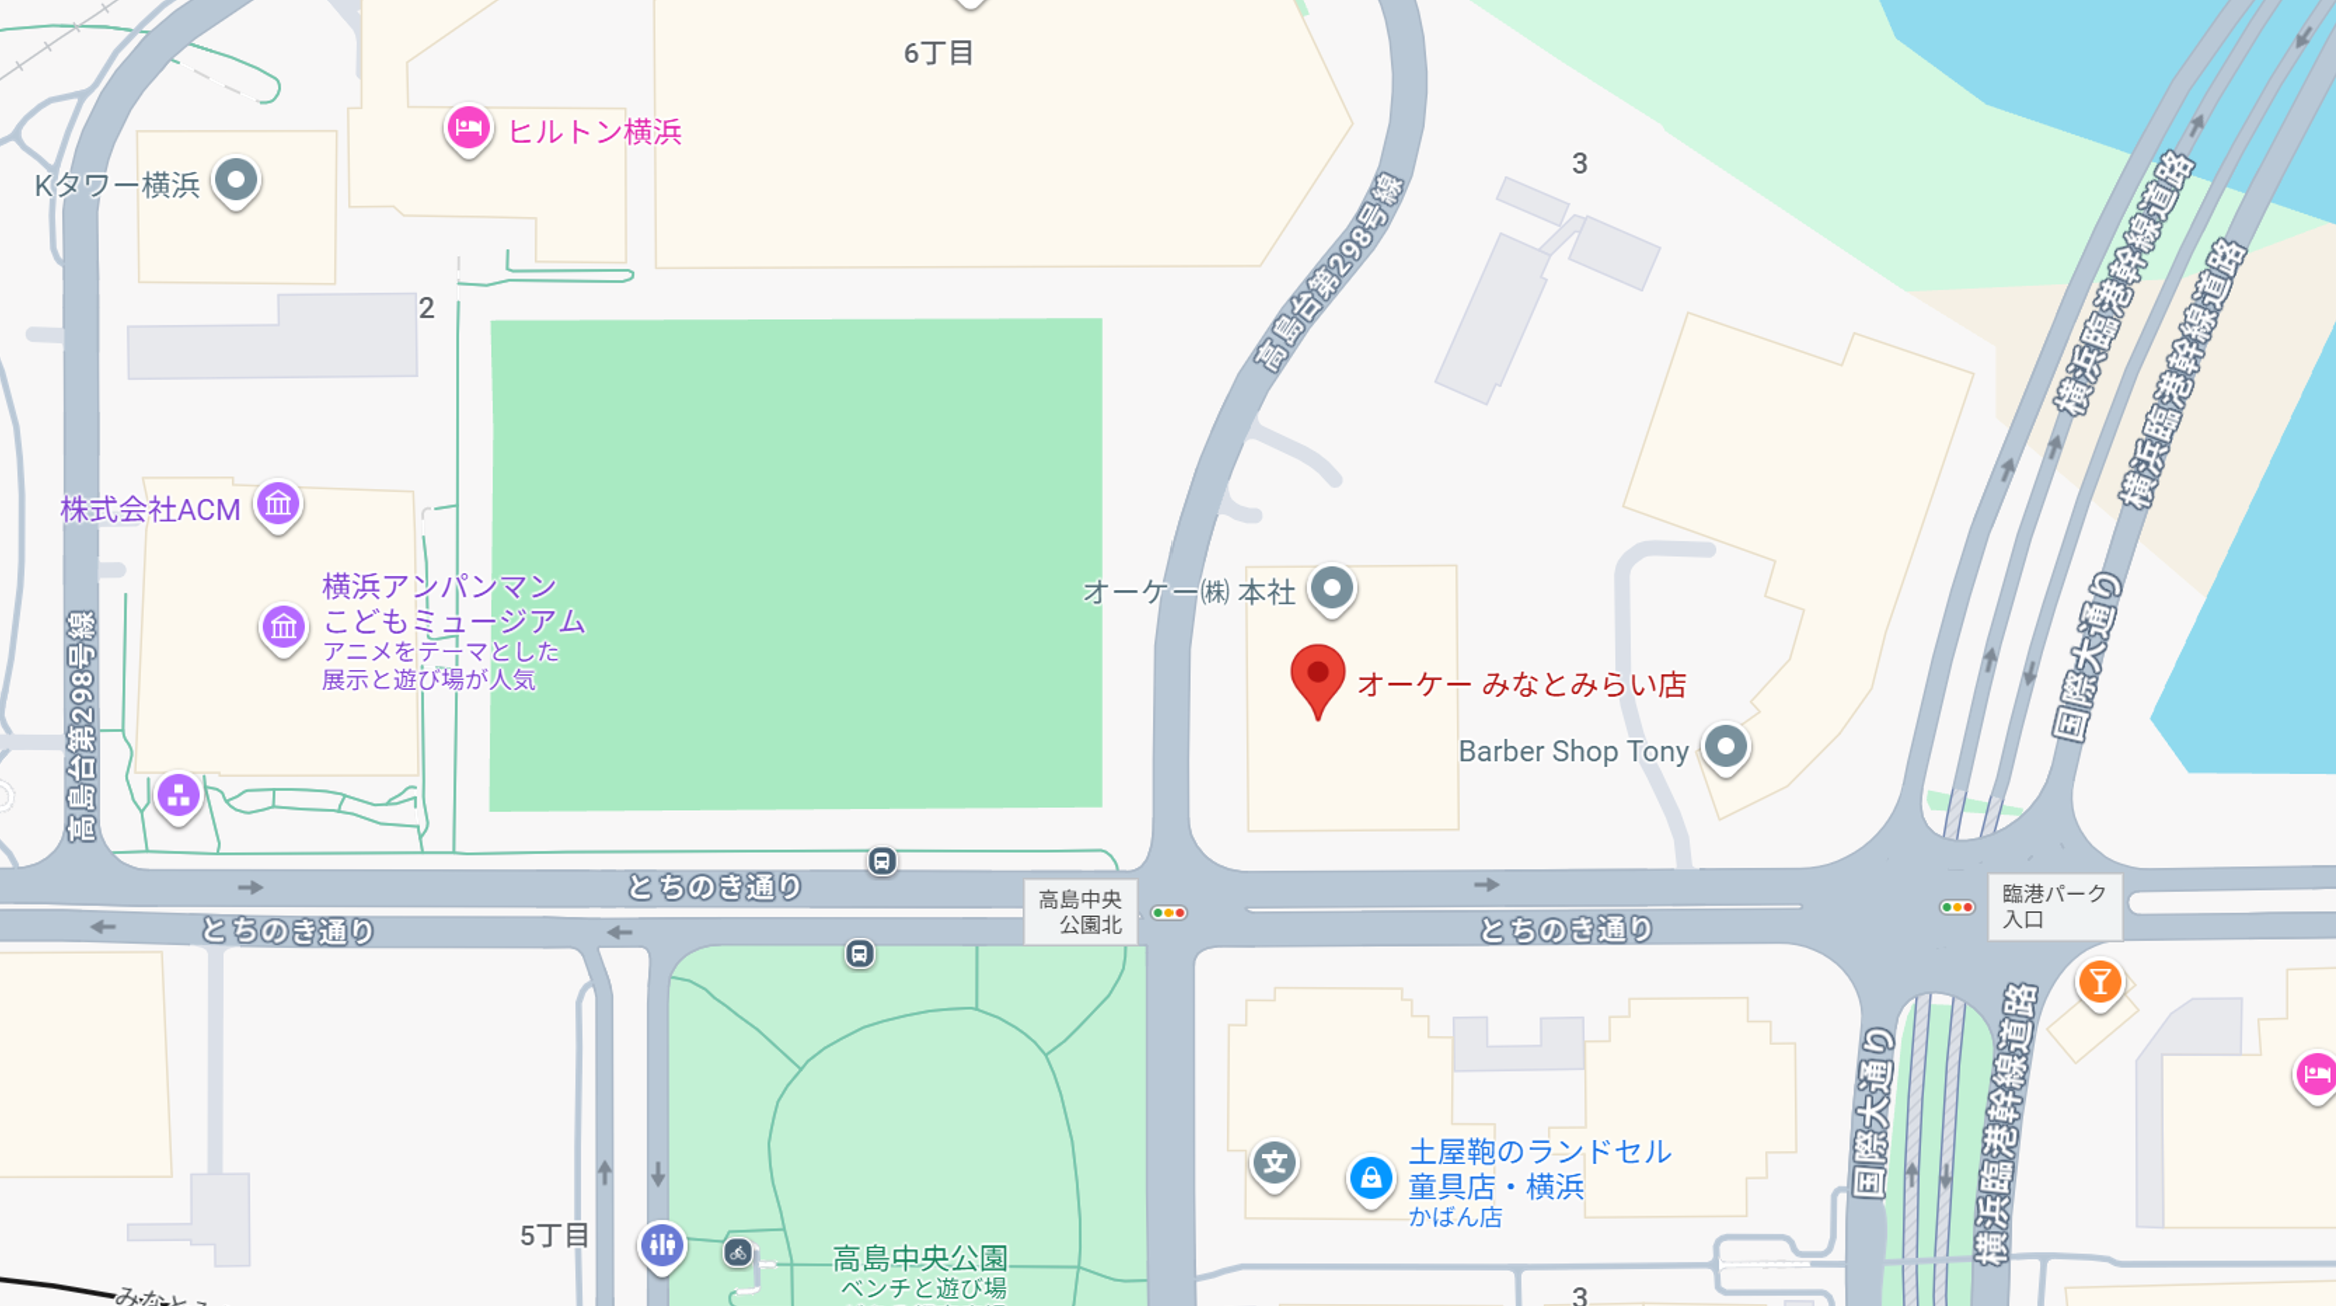 6丁目
ヒルトン横浜
Kタワー横浜
3
高島台第298号線
横浜臨港幹線道路
横浜臨港幹線道路
2
株式会社ACM
横浜アンパンマン
こどもミュージアム
アニメをテーマとした
展示と遊び場が人気
オーケー㈱ 本社
オーケー みなとみらい店
国際大通り
Barber Shop Tony
高島台第298号線
とちのき通り
とちのき通り
高島中央
公園北
とちのき通り
臨港パーク
入口
国際大通り
横浜臨港幹線道路
文
土屋鞄のランドセル
童具店・横浜
かばん店
5丁目
高島中央公園
ベンチと遊び場
3